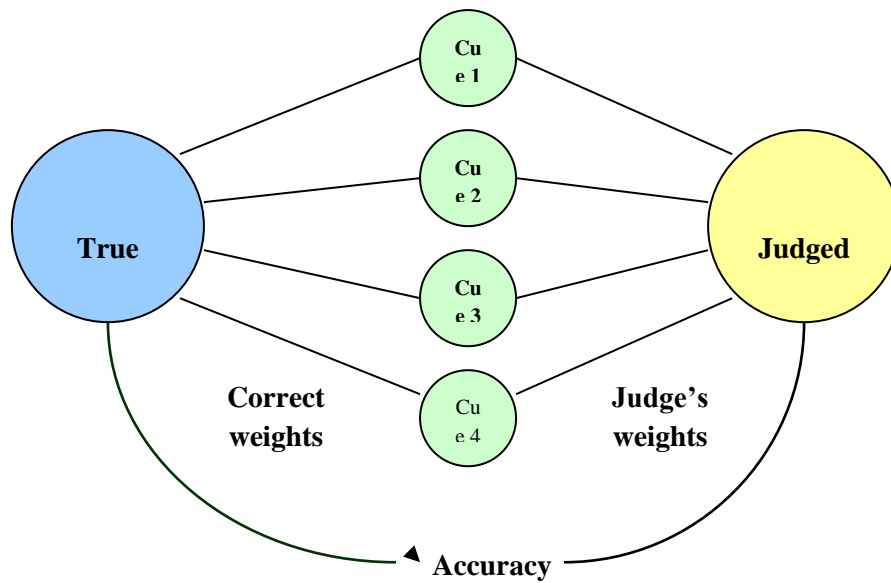 Cu
e 1
Cu
e 2
True
Judged
Cu
e 3
Correct
weights
Cu
e 4
Judge’s
weights
Accuracy